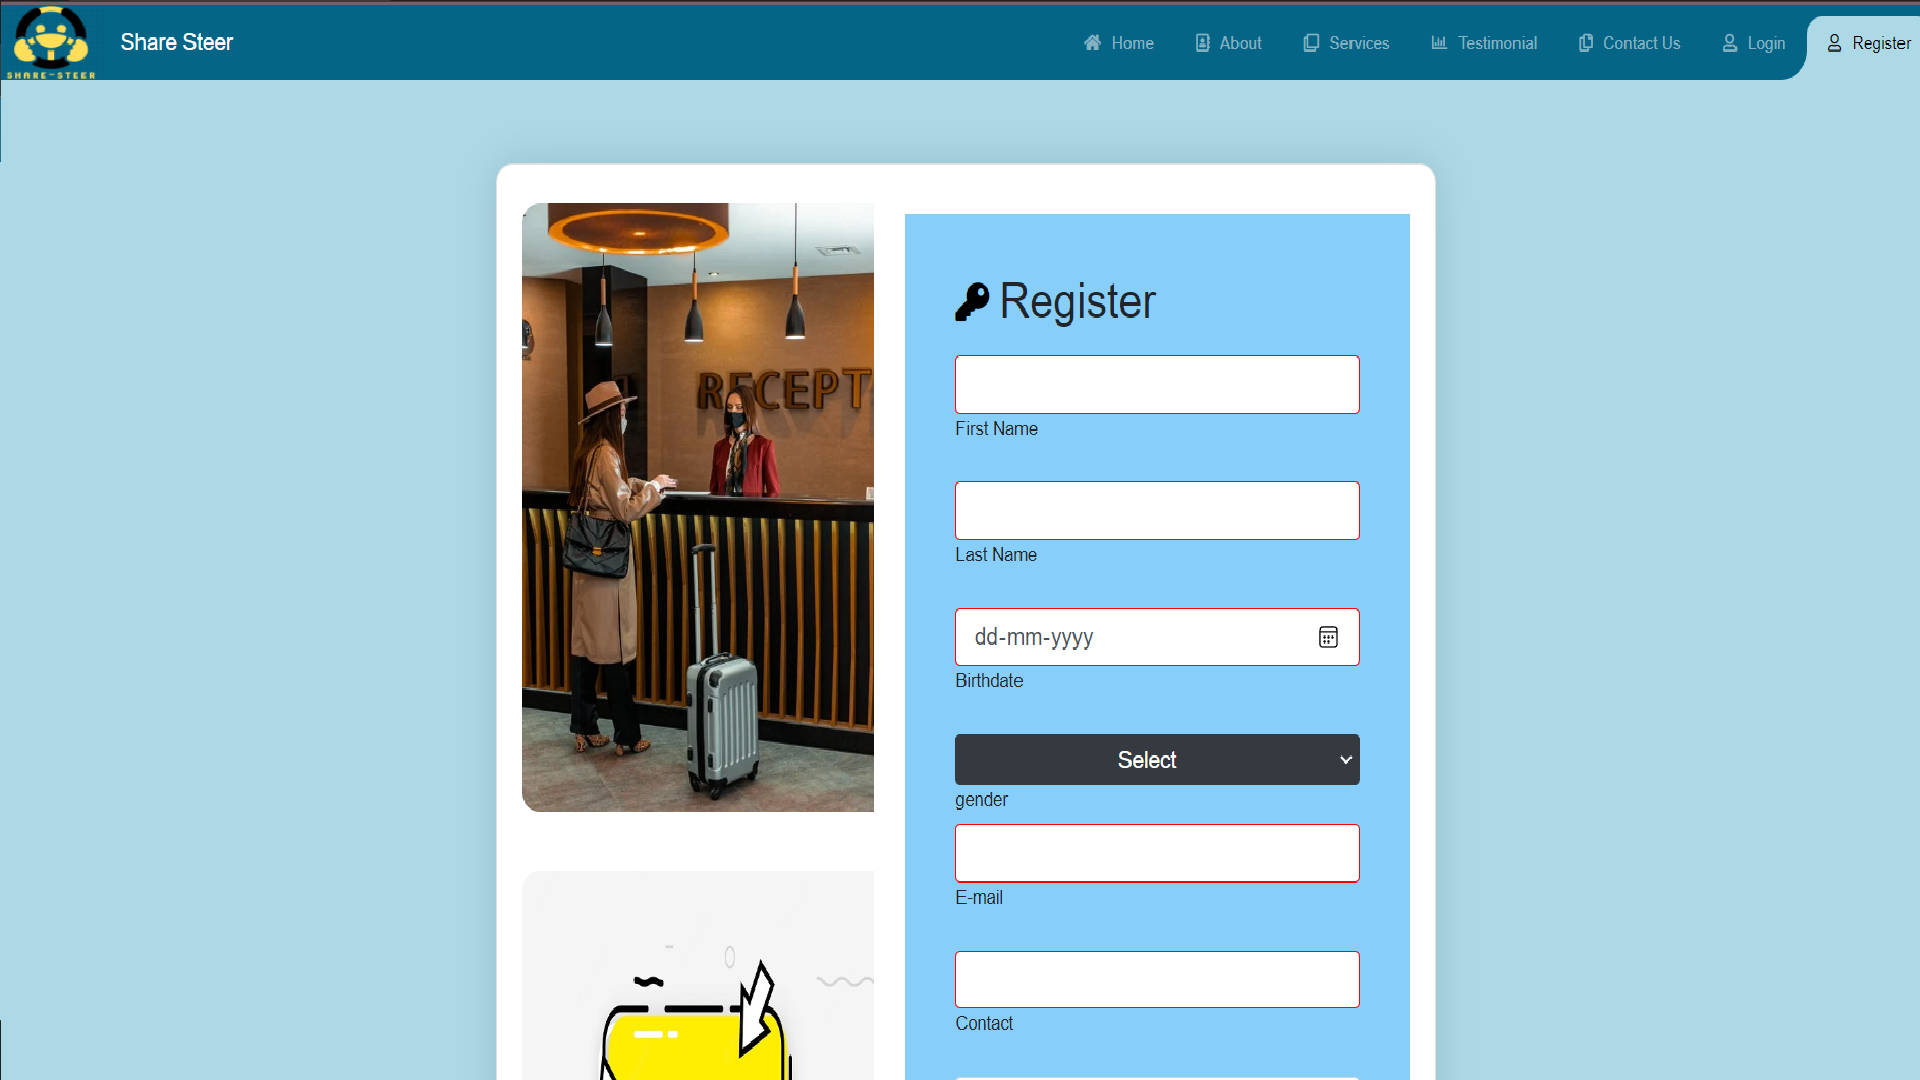 SHARE-STEER
Share Steer
Home
About
Services
Testimonial
Contact Us
Login
Register
RECEPT
Register
First Name
Last Name
dd-mm-yyyy
Birthdate
Select
gender
E-mail
Contact